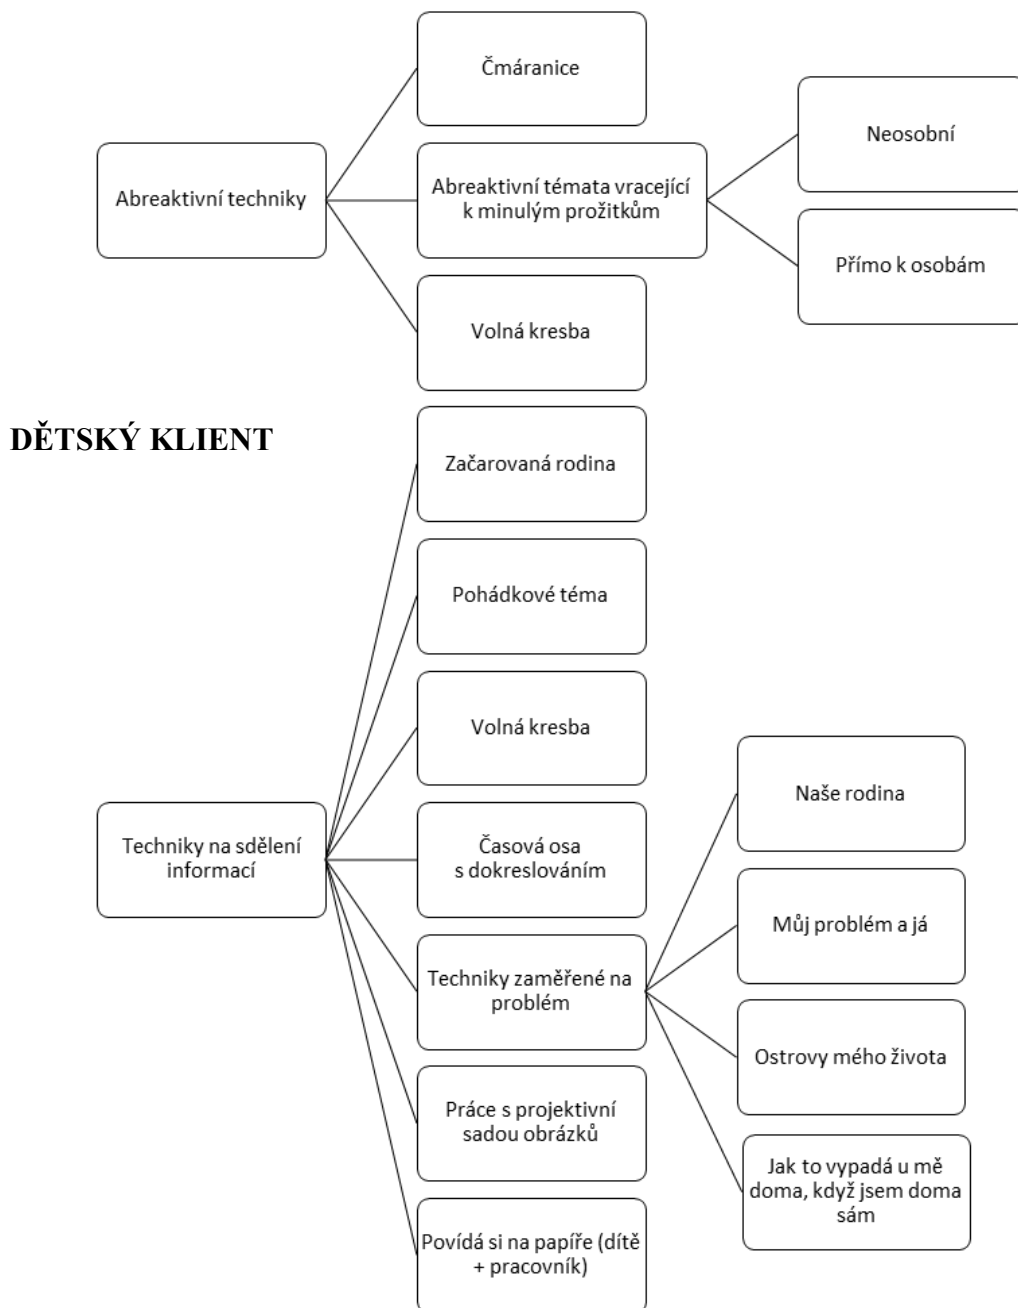 Čmáranice
Neosobní
Abreaktivní techniky
Abreaktivní témata vracející
k minulým prožitkům
Přímo k osobám
Volná kresba
DĚTSKÝ KLIENT
Začarovaná rodina
Pohádkové téma
Volná kresba
Naše rodina
Techniky na sdělení
informací
Časová osa
s dokreslováním
Můj problém a já
Techniky zaměřené na
problém
Ostrovy mého života
Práce s projektivní
sadou obrázků
Jak to vypadá u mě
doma, když jsem doma
sám
Povídá si na papíře (dítě
+ pracovník)